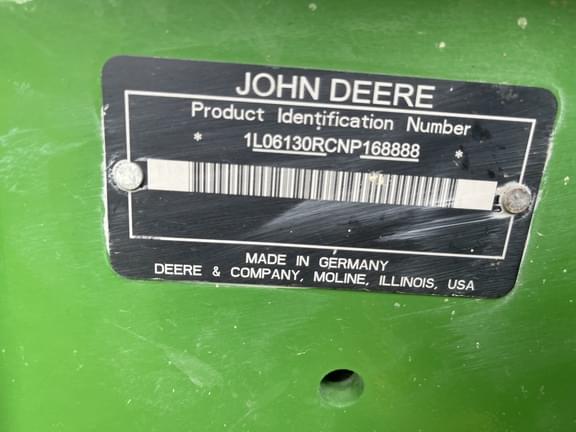 JOHN DEERE
Product Identification Number
* 1L06130RCNP168888 *
MADE IN GERMANY
DEERE & COMPANY, MOLINE, ILLINOIS, USA